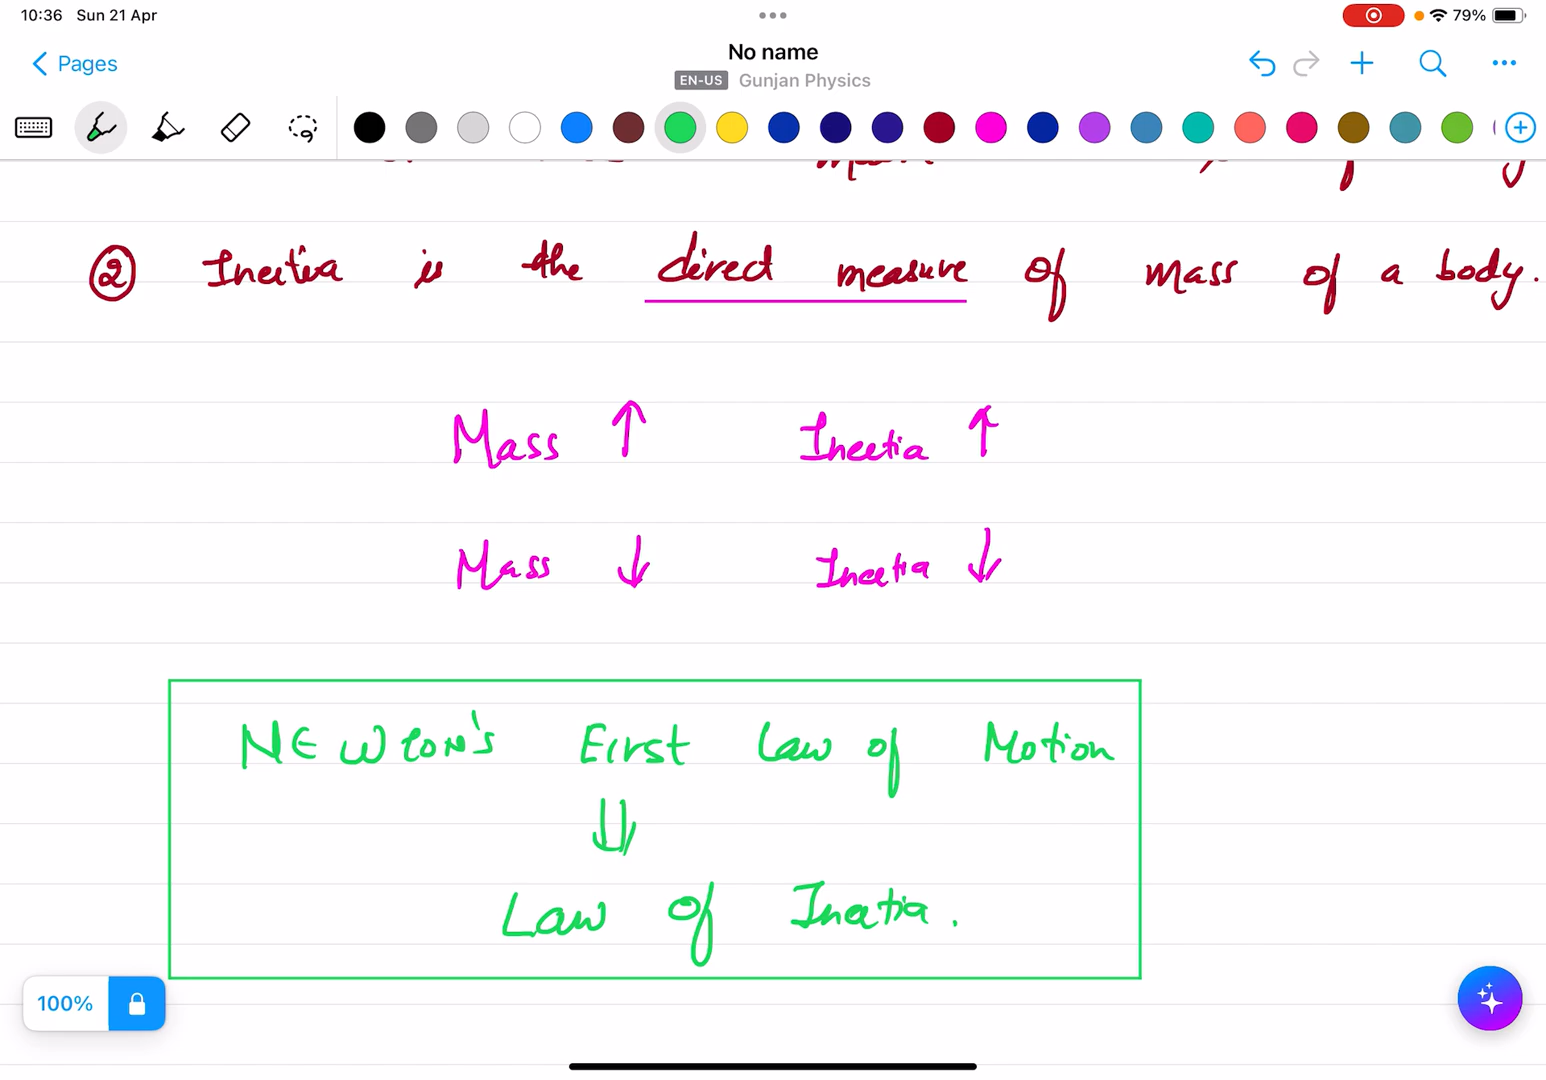 10:36 Sun 21 Apr
79%
Pages
No name
EN-US Gunjan Physics
② Inertia is the direct measure of mass of a body.
Mass ↑ Inertia ↑
Mass ↓ Inertia ↓
NEWTON's First Law of Motion
⇓
Law of Inertia.
100%